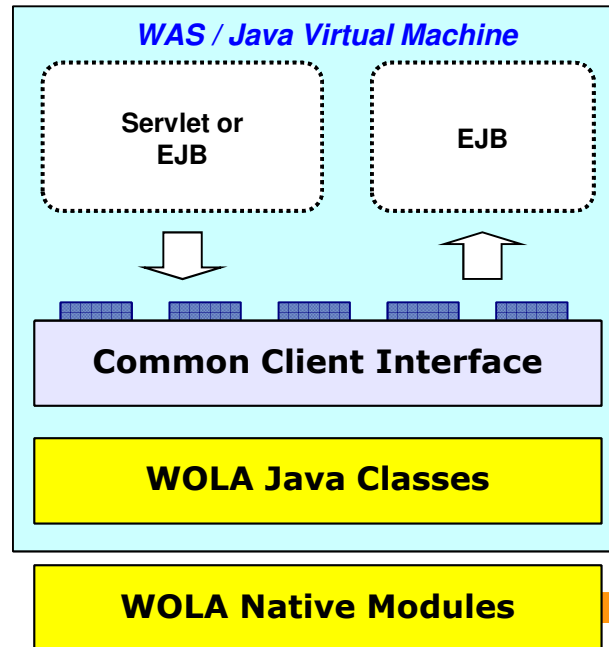 WAS / Java Virtual Machine
Servlet or
EJB
EJB
Common Client Interface
WOLA Java Classes
WOLA Native Modules